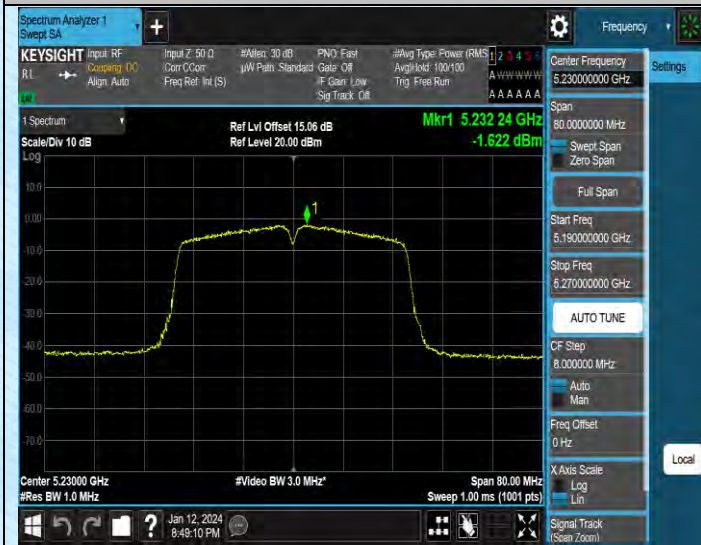 Spectrum Analyzer 1
Swept SA
Frequency
KEYSIGHT
RL
Input: RF
Coupling: DC
Align: Auto
Input Z: 50 Ω
Corr CCorr
Freq Ref: Int (S)
#Atten: 30 dB
µW Path: Standard
PNO: Fast
Gate: Off
IF Gain: Low
Sig Track: Off
#Avg Type: Power (RMS)
Avg|Hold: 100/100
Trig: Free Run
1 2 3 4 5 6
A W W W W W
A A A A A A
1 Spectrum
Scale/Div 10 dB
Log
Ref Lvl Offset 15.06 dB
Ref Level 20.00 dBm
Mkr1 5.232 24 GHz
-1.622 dBm
1
10.0
0.00
-10.0
-20.0
-30.0
-40.0
-50.0
-60.0
-70.0
Center 5.23000 GHz
#Res BW 1.0 MHz
#Video BW 3.0 MHz*
Span 80.00 MHz
Sweep 1.00 ms (1001 pts)
Jan 12, 2024
8:49:10 PM
Center Frequency
5.230000000 GHz
Span
80.0000000 MHz
Swept Span
Zero Span
Full Span
Start Freq
5.190000000 GHz
Stop Freq
5.270000000 GHz
AUTO TUNE
CF Step
8.000000 MHz
Auto
Man
Freq Offset
0 Hz
X Axis Scale
Log
Lin
Signal Track
(Span Zoom)
Settings
Local